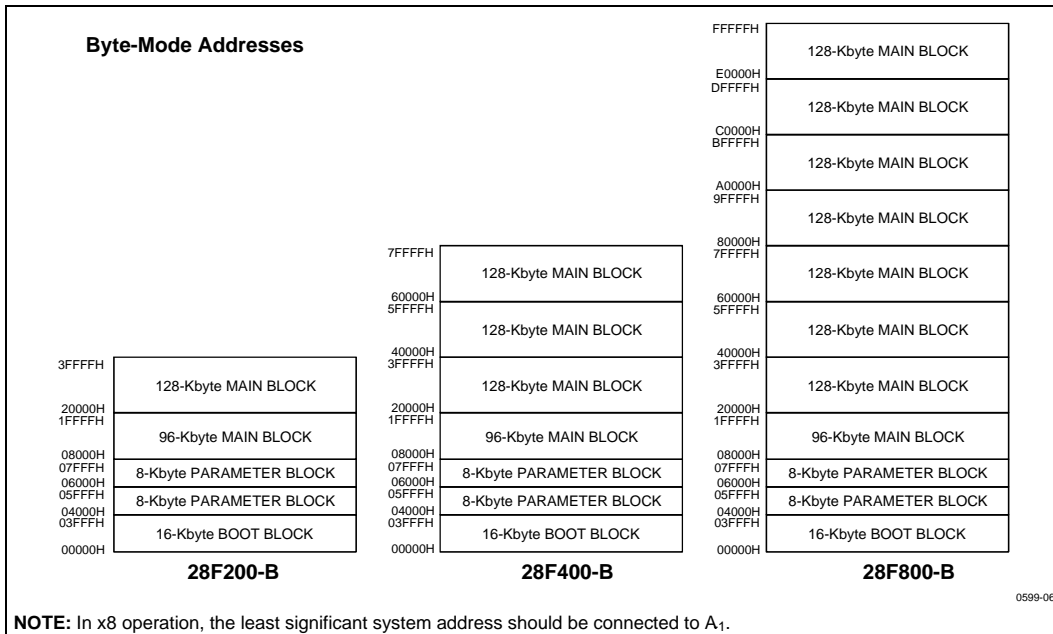 Byte-Mode Addresses
3FFFFH
128-Kbyte MAIN BLOCK
20000H
1FFFFH
96-Kbyte MAIN BLOCK
08000H
07FFFH
8-Kbyte PARAMETER BLOCK
06000H
05FFFH
8-Kbyte PARAMETER BLOCK
04000H
03FFFH
16-Kbyte BOOT BLOCK
00000H
28F200-B
7FFFFH
128-Kbyte MAIN BLOCK
60000H
5FFFFH
128-Kbyte MAIN BLOCK
40000H
3FFFFH
128-Kbyte MAIN BLOCK
20000H
1FFFFH
96-Kbyte MAIN BLOCK
08000H
07FFFH
8-Kbyte PARAMETER BLOCK
06000H
05FFFH
8-Kbyte PARAMETER BLOCK
04000H
03FFFH
16-Kbyte BOOT BLOCK
00000H
28F400-B
FFFFFH
128-Kbyte MAIN BLOCK
E0000H
DFFFFH
128-Kbyte MAIN BLOCK
C0000H
BFFFFH
128-Kbyte MAIN BLOCK
A0000H
9FFFFH
128-Kbyte MAIN BLOCK
80000H
7FFFFH
128-Kbyte MAIN BLOCK
60000H
5FFFFH
128-Kbyte MAIN BLOCK
40000H
3FFFFH
128-Kbyte MAIN BLOCK
20000H
1FFFFH
96-Kbyte MAIN BLOCK
08000H
07FFFH
8-Kbyte PARAMETER BLOCK
06000H
05FFFH
8-Kbyte PARAMETER BLOCK
04000H
03FFFH
16-Kbyte BOOT BLOCK
00000H
28F800-B
0599-06
NOTE: In x8 operation, the least significant system address should be connected to A₁.